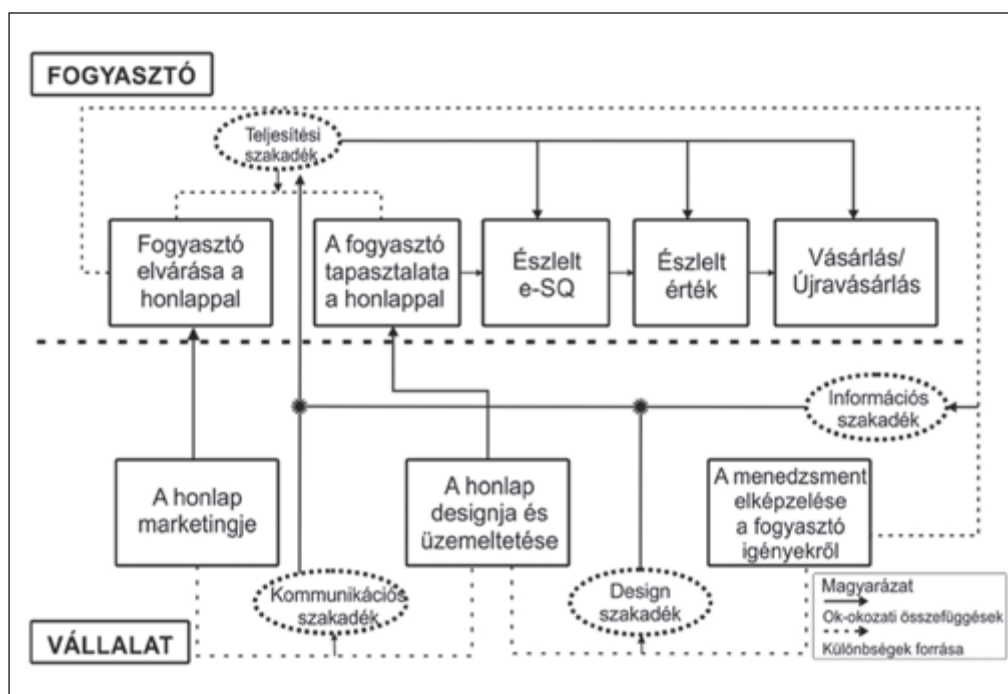 FOGYASZTÓ
Teljesítési
szakadék
Fogyasztó
elvárása a
honlappal
A fogyasztó
tapasztalata
a honlappal
Észlelt
e-SQ
Észlelt
érték
Vásárlás/
Újravásárlás
Információs
szakadék
A honlap
marketingje
A honlap
designja és
üzemeltetése
A menedzsment
elképzelése
a fogyasztó
igényekről
Kommunikációs
szakadék
Design
szakadék
VÁLLALAT
Magyarázat
Ok-okozati összefüggések
Különbségek forrása